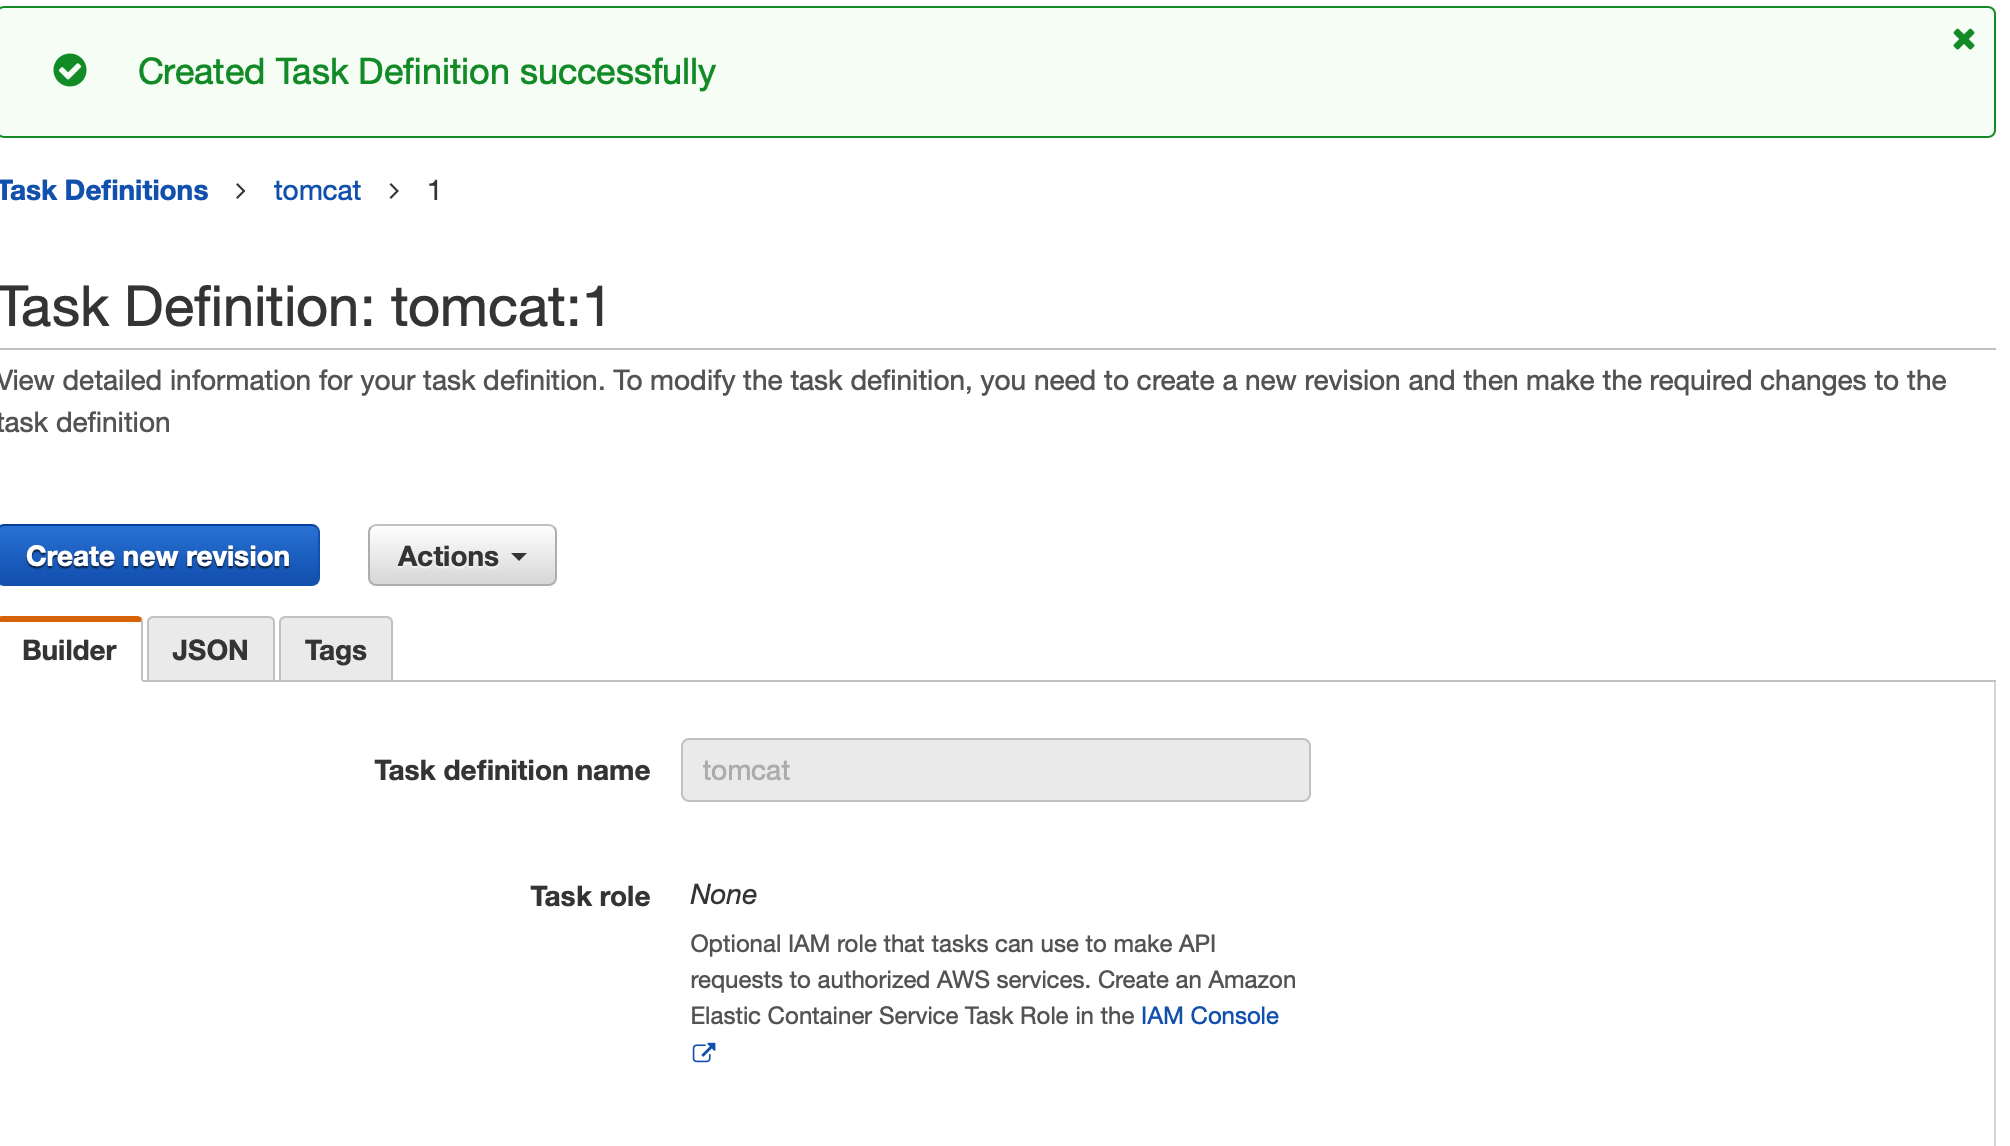 Created Task Definition successfully
Task Definitions > tomcat > 1
Task Definition: tomcat:1
View detailed information for your task definition. To modify the task definition, you need to create a new revision and then make the required changes to the
task definition
Create new revision Actions
Builder JSON Tags
Task definition name tomcat
Task role None
Optional IAM role that tasks can use to make API
requests to authorized AWS services. Create an Amazon
Elastic Container Service Task Role in the IAM Console